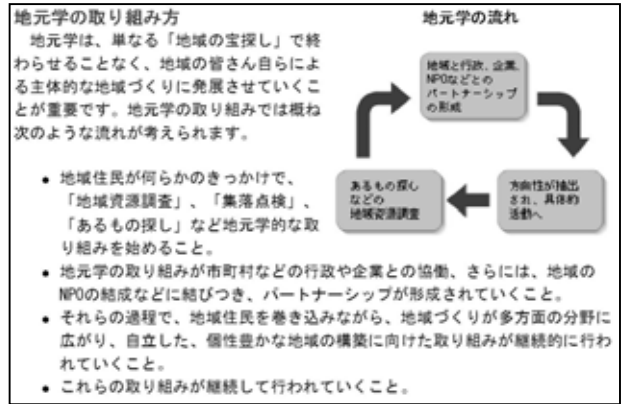 地元学の取り組み方
地元学は、単なる「地域の宝探し」で終
わらせることなく、地域の皆さん自らによ
る主体的な地域づくりに発展させていくこ
とが重要です。地元学の取り組みでは概ね
次のような流れが考えられます。
• 地域住民が何らかのきっかけで、
「地域資源調査」、「集落点検」、
「あるもの探し」など地元学的な取
り組みを始めること。
• 地元学の取り組みが市町村などの行政や企業との協働、さらには、地域の
NPOの結成などに結びつき、パートナーシップが形成されていくこと。
• それらの過程で、地域住民を巻き込みながら、地域づくりが多方面の分野に
広がり、自立した、個性豊かな地域の構築に向けた取り組みが継続的に行わ
れていくこと。
• これらの取り組みが継続して行われていくこと。
地元学の流れ
地域と行政、企業、
NPOなどとの
パートナーシップ
の形成
あるもの探し
などの
地域資源調査
方向性が抽出
され、具体的
活動へ